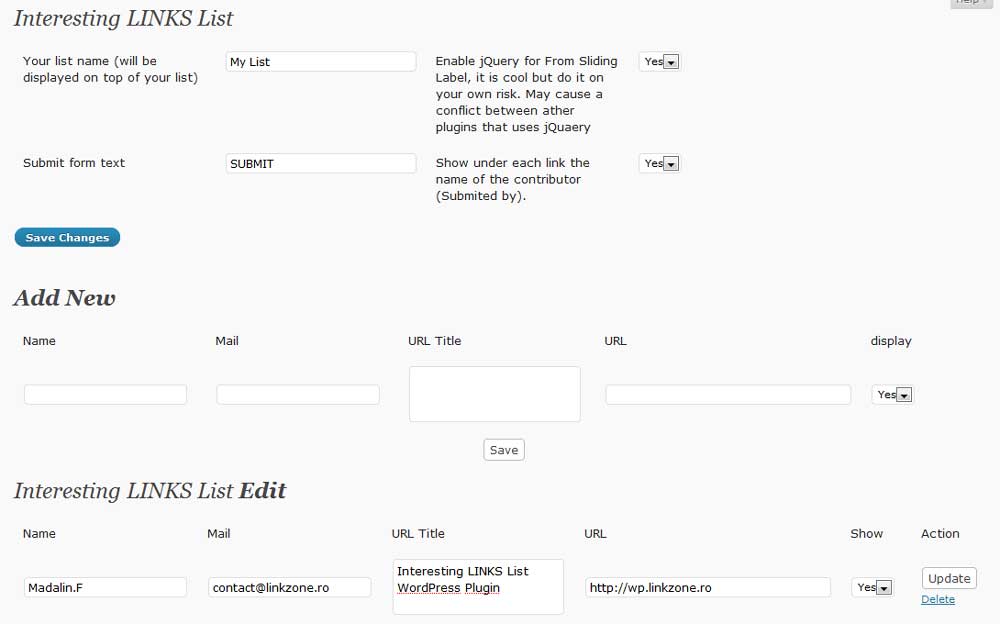 Help
Interesting LINKS List
Your list name (will be
displayed on top of your list)
My List
Enable jQuery for From Sliding
Label, it is cool but do it on
your own risk. May cause a
conflict between ather
plugins that uses jQuaery
Yes
Submit form text
SUBMIT
Show under each link the
name of the contributor
(Submited by).
Yes
Save Changes
Add New
Name Mail URL Title URL display
Yes
Save
Interesting LINKS List Edit
Name Mail URL Title URL Show Action
Madalin.F
contact@linkzone.ro
Interesting LINKS List
WordPress Plugin
http://wp.linkzone.ro
Yes
Update
Delete